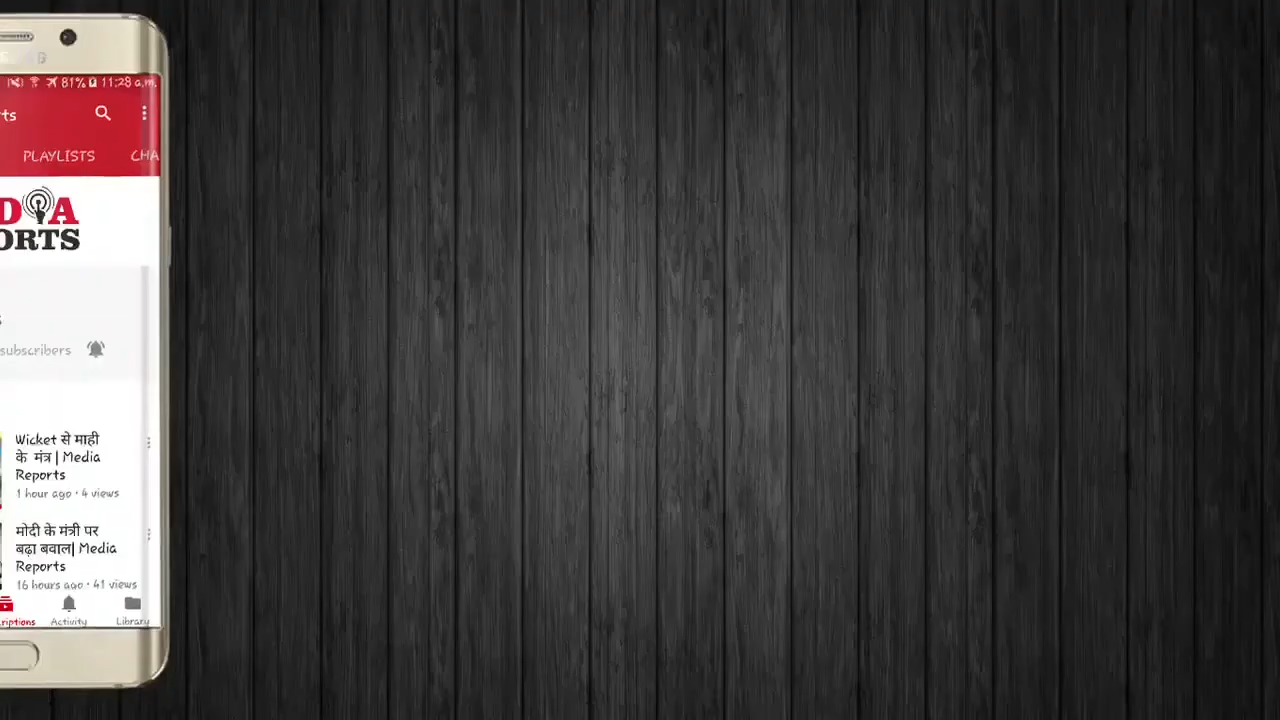 81% 11:28 a.m.
rts
PLAYLISTS CHA
DIA
ORTS
s
subscribers
Wicket से माही
के मंत्र | Media
Reports
1 hour ago · 4 views
मोदी के मंत्री पर
बढ़ा बवाल| Media
Reports
16 hours ago · 41 views
riptions Activity Library